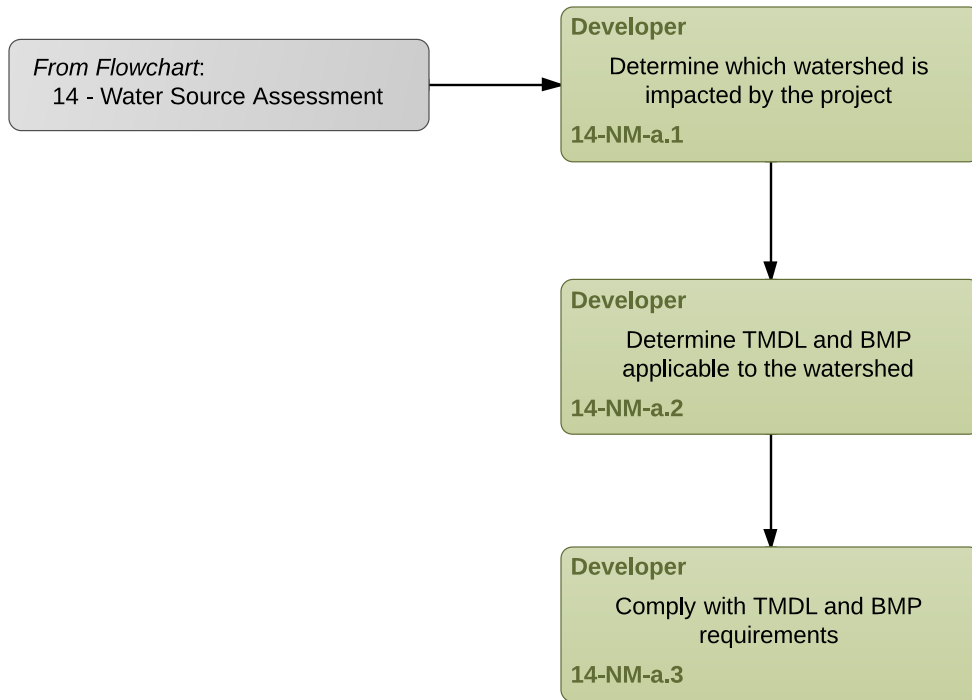 From Flowchart:
14 - Water Source Assessment
Developer
Determine which watershed is
impacted by the project
14-NM-a.1
Developer
Determine TMDL and BMP
applicable to the watershed
14-NM-a.2
Developer
Comply with TMDL and BMP
requirements
14-NM-a.3